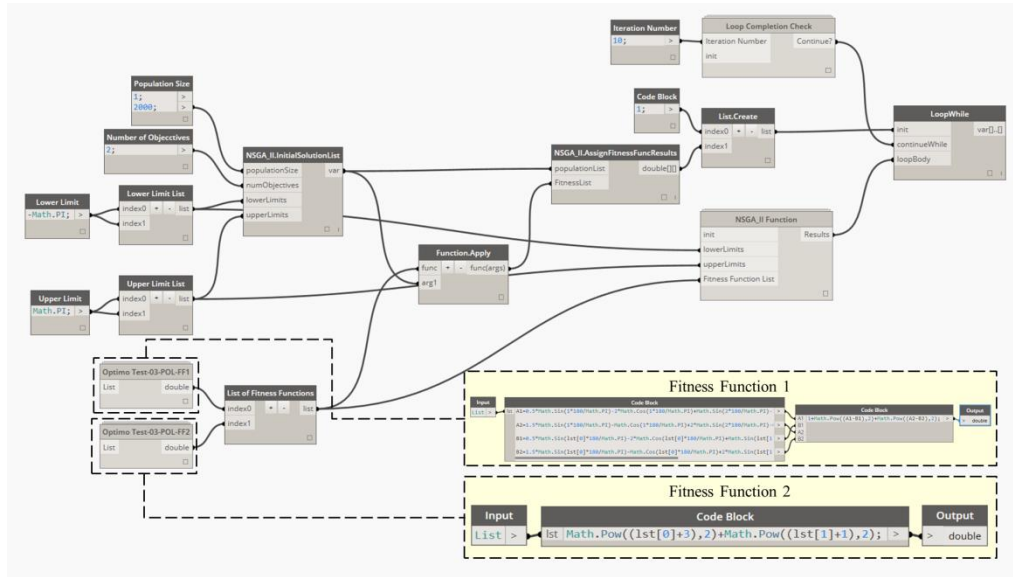 Iteration Number
10; >
Loop Completion Check
Iteration Number Continue?
init
Population Size
1; >
2000; >
Code Block
1; >
List.Create
index0 + - list
index1
LoopWhile
init var[]..[]
continueWhile
loopBody
Number of Objecctives
2; >
NSGA_II.InitialSolutionList
populationSize var
numObjectives
lowerLimits
upperLimits
NSGA_II.AssignFitnessFuncResults
populationList double[][]
FitnessList
Lower Limit
-Math.PI; >
Lower Limit List
index0 + - list
index1
NSGA_II Function
init Results
lowerLimits
upperLimits
Fitness Function List
Function.Apply
func + - func(args)
arg1
Upper Limit
Math.PI; >
Upper Limit List
index0 + - list
index1
Optimo Test-03-POL-FF1
List double
List of Fitness Functions
index0 + - list
index1
Optimo Test-03-POL-FF2
List double
Fitness Function 1
Input
List >
Code Block
Code Block
Output
> double
Fitness Function 2
Input
List >
Code Block
lst Math.Pow((lst[0]+3),2)+Math.Pow((lst[1]+1),2); >
Output
> double